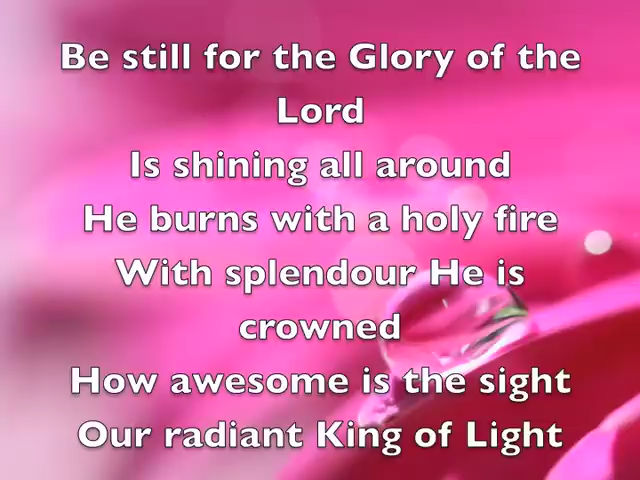 Be still for the Glory of the
Lord
Is shining all around
He burns with a holy fire
With splendour He is
crowned
How awesome is the sight
Our radiant King of Light